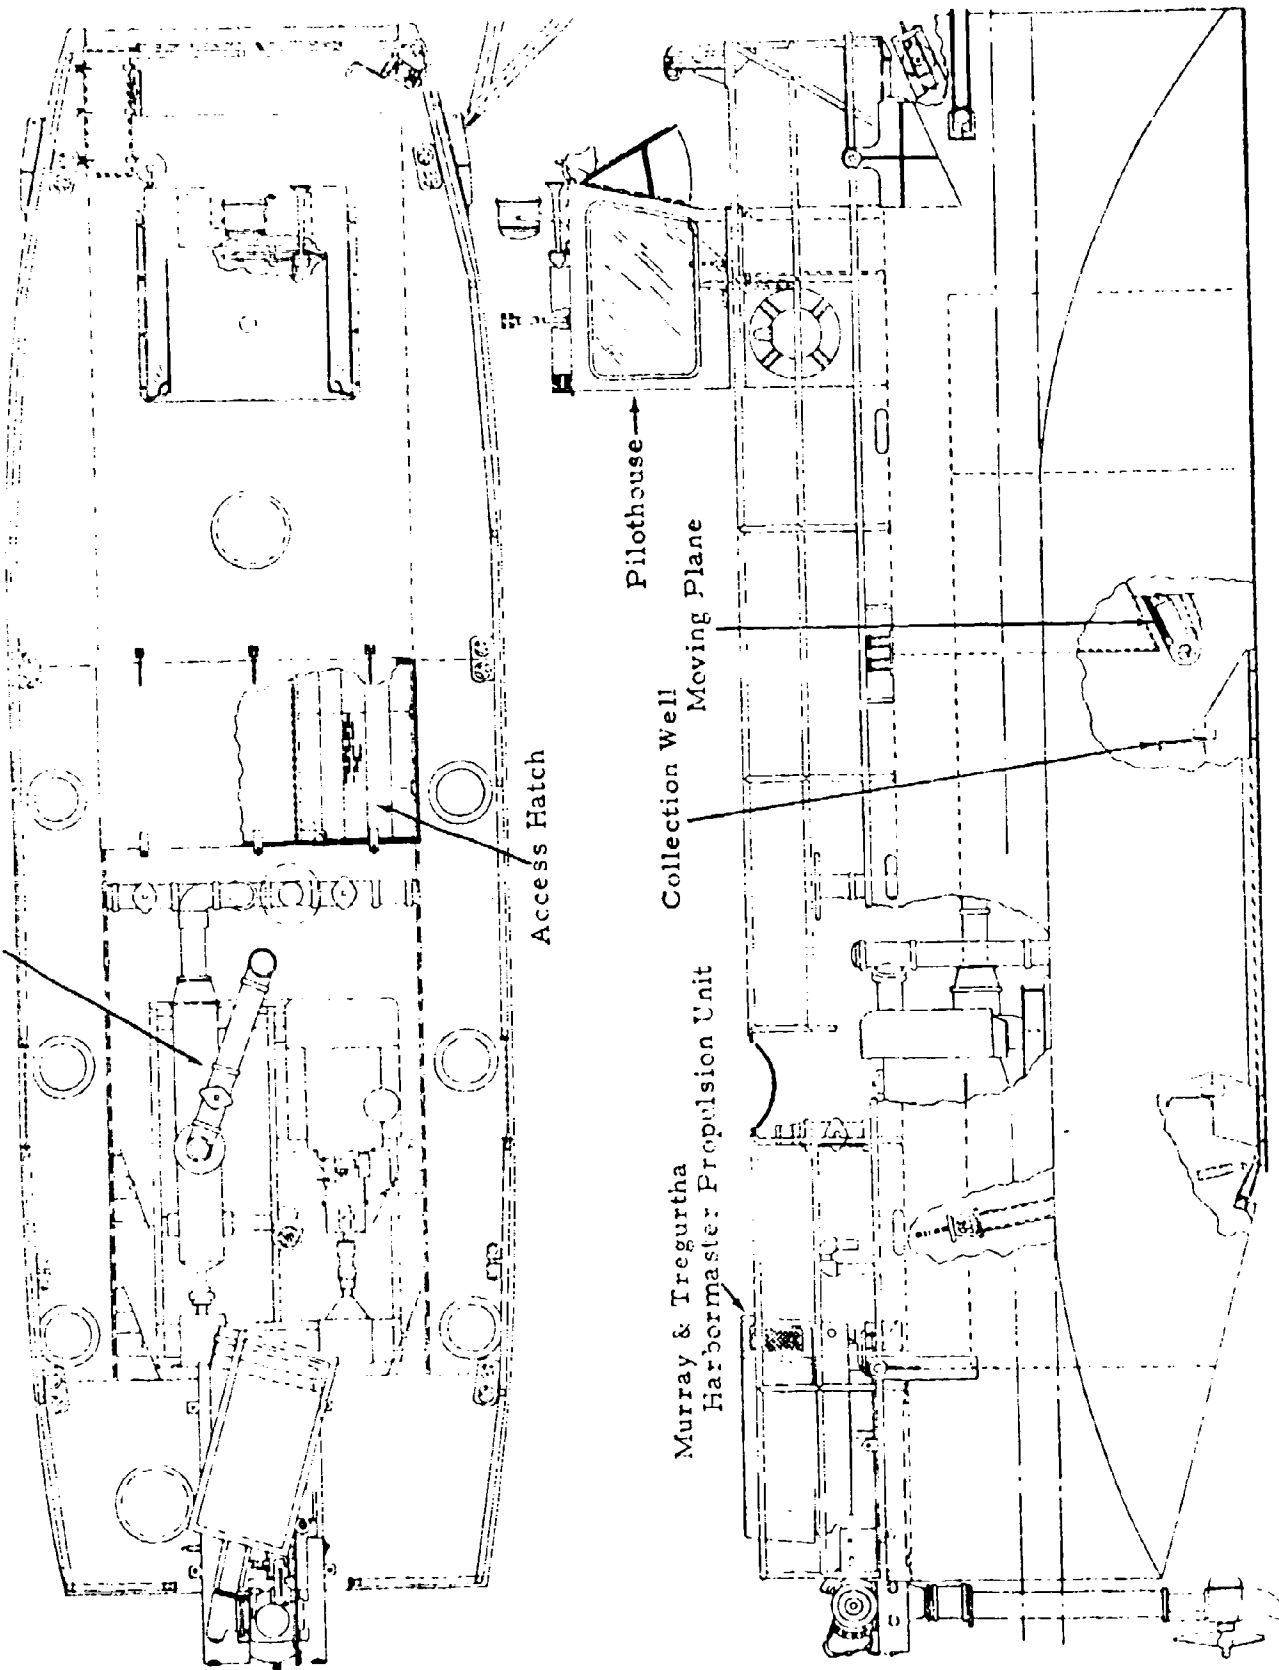 Access Hatch
Pilothouse
Moving Plane
Collection Well
Murray & Tregurtha
Harbormaster Propulsion Unit